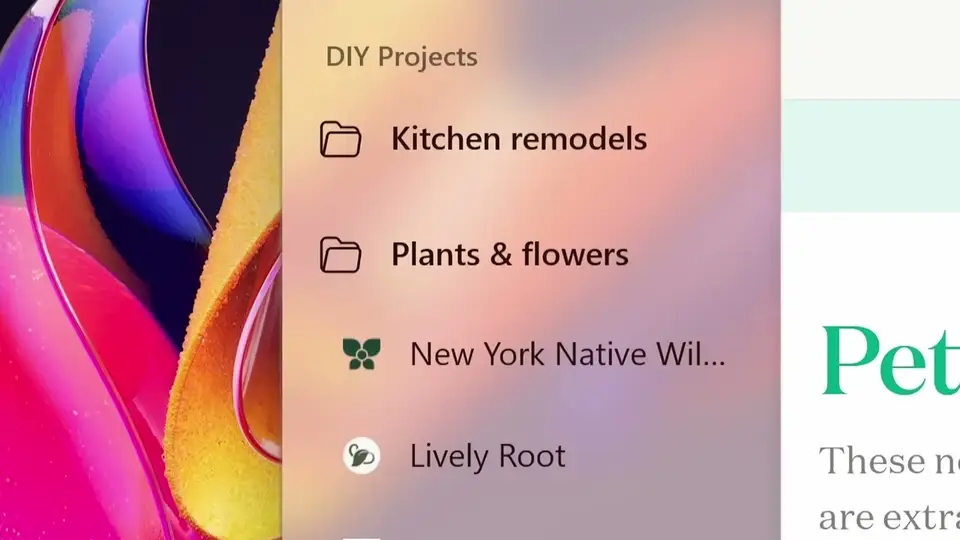 DIY Projects
Kitchen remodels
Plants & flowers
New York Native Wil...
Lively Root
Pet
These
are extra